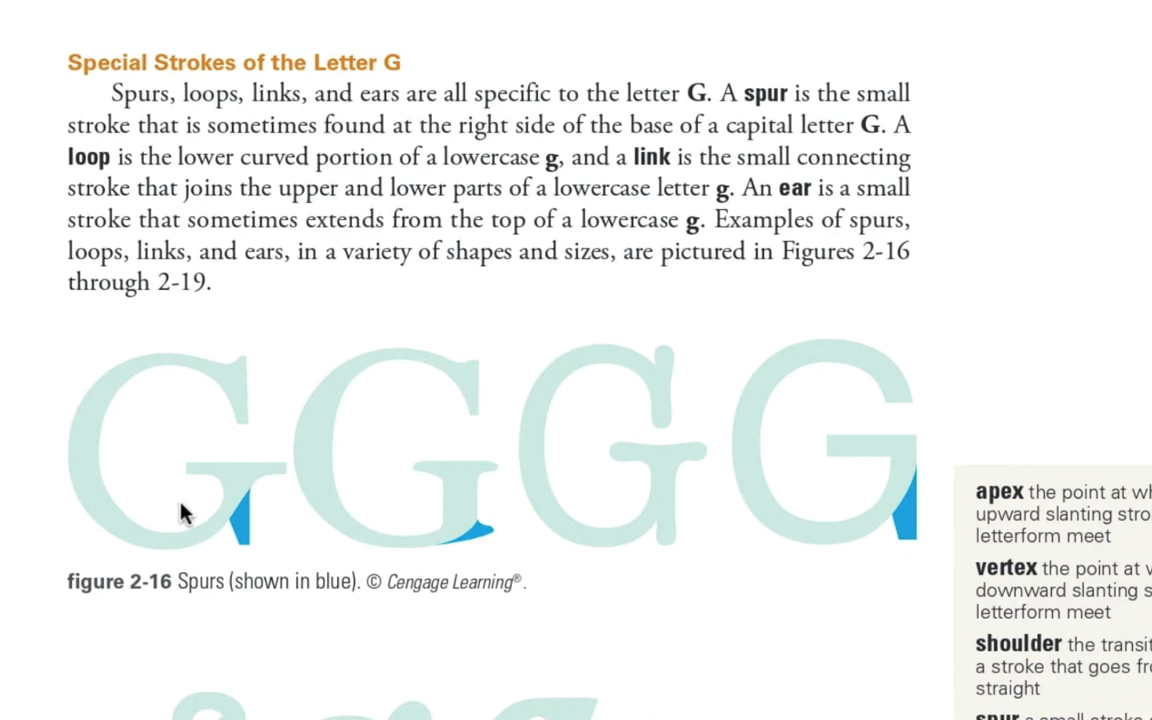 Special Strokes of the Letter G
Spurs, loops, links, and ears are all specific to the letter G. A spur is the small
stroke that is sometimes found at the right side of the base of a capital letter G. A
loop is the lower curved portion of a lowercase g, and a link is the small connecting
stroke that joins the upper and lower parts of a lowercase letter g. An ear is a small
stroke that sometimes extends from the top of a lowercase g. Examples of spurs,
loops, links, and ears, in a variety of shapes and sizes, are pictured in Figures 2-16
through 2-19.
G G G G
figure 2-16 Spurs (shown in blue). © Cengage Learning®.
apex the point at
upward slanting
letterform meet
vertex the point at
downward slanting
letterform meet
shoulder the
a stroke that goes
straight
spur a small stroke